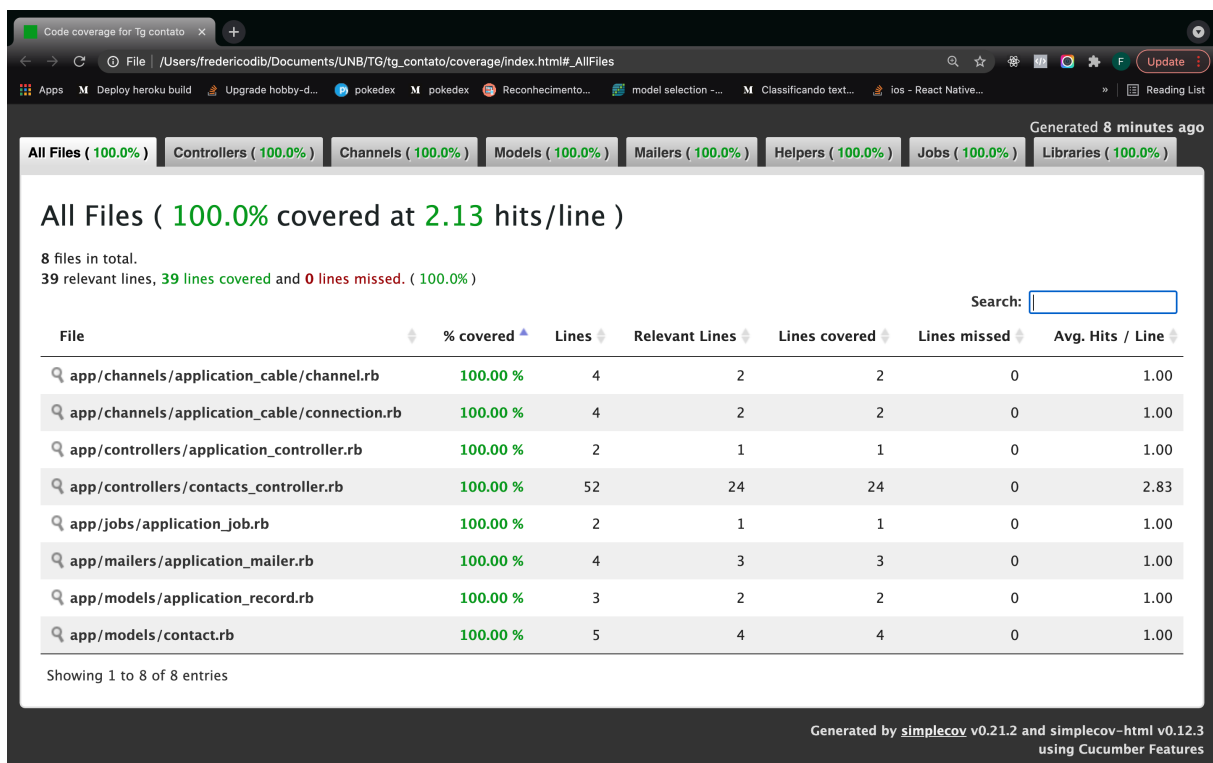 Code coverage for Tg contato
File /Users/fredericodib/Documents/UNB/TG/tg_contato/coverage/index.html#_AllFiles
F Update
Apps M Deploy heroku build Upgrade hobby-d... pokedex M pokedex Reconhecimento... model selection -... M Classificando text... ios - React Native... » Reading List
Generated 8 minutes ago
All Files ( 100.0% ) Controllers ( 100.0% ) Channels ( 100.0% ) Models ( 100.0% ) Mailers ( 100.0% ) Helpers ( 100.0% ) Jobs ( 100.0% ) Libraries ( 100.0% )
All Files ( 100.0% covered at 2.13 hits/line )
8 files in total.
39 relevant lines, 39 lines covered and 0 lines missed. ( 100.0% )
Search:
File % covered Lines Relevant Lines Lines covered Lines missed Avg. Hits / Line
app/channels/application_cable/channel.rb 100.00 % 4 2 2 0 1.00
app/channels/application_cable/connection.rb 100.00 % 4 2 2 0 1.00
app/controllers/application_controller.rb 100.00 % 2 1 1 0 1.00
app/controllers/contacts_controller.rb 100.00 % 52 24 24 0 2.83
app/jobs/application_job.rb 100.00 % 2 1 1 0 1.00
app/mailers/application_mailer.rb 100.00 % 4 3 3 0 1.00
app/models/application_record.rb 100.00 % 3 2 2 0 1.00
app/models/contact.rb 100.00 % 5 4 4 0 1.00
Showing 1 to 8 of 8 entries
Generated by simplecov v0.21.2 and simplecov-html v0.12.3
using Cucumber Features